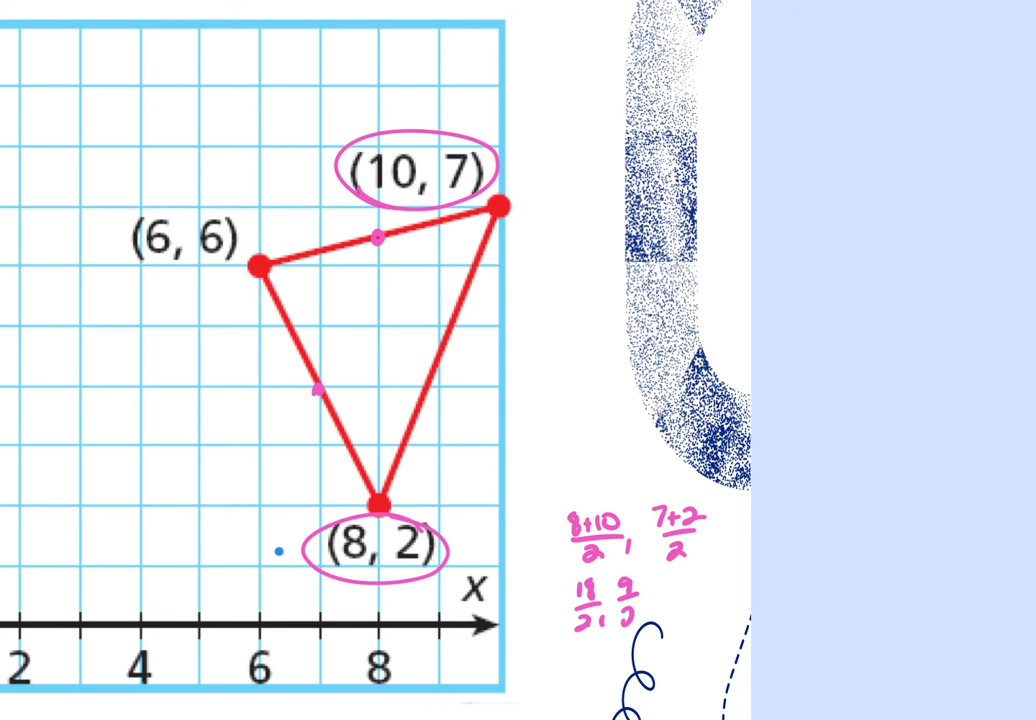 (10, 7)
(6, 6)
(8, 2)
x
2 4 6 8
8+10/2, 7+2/2
18/2, 9/2